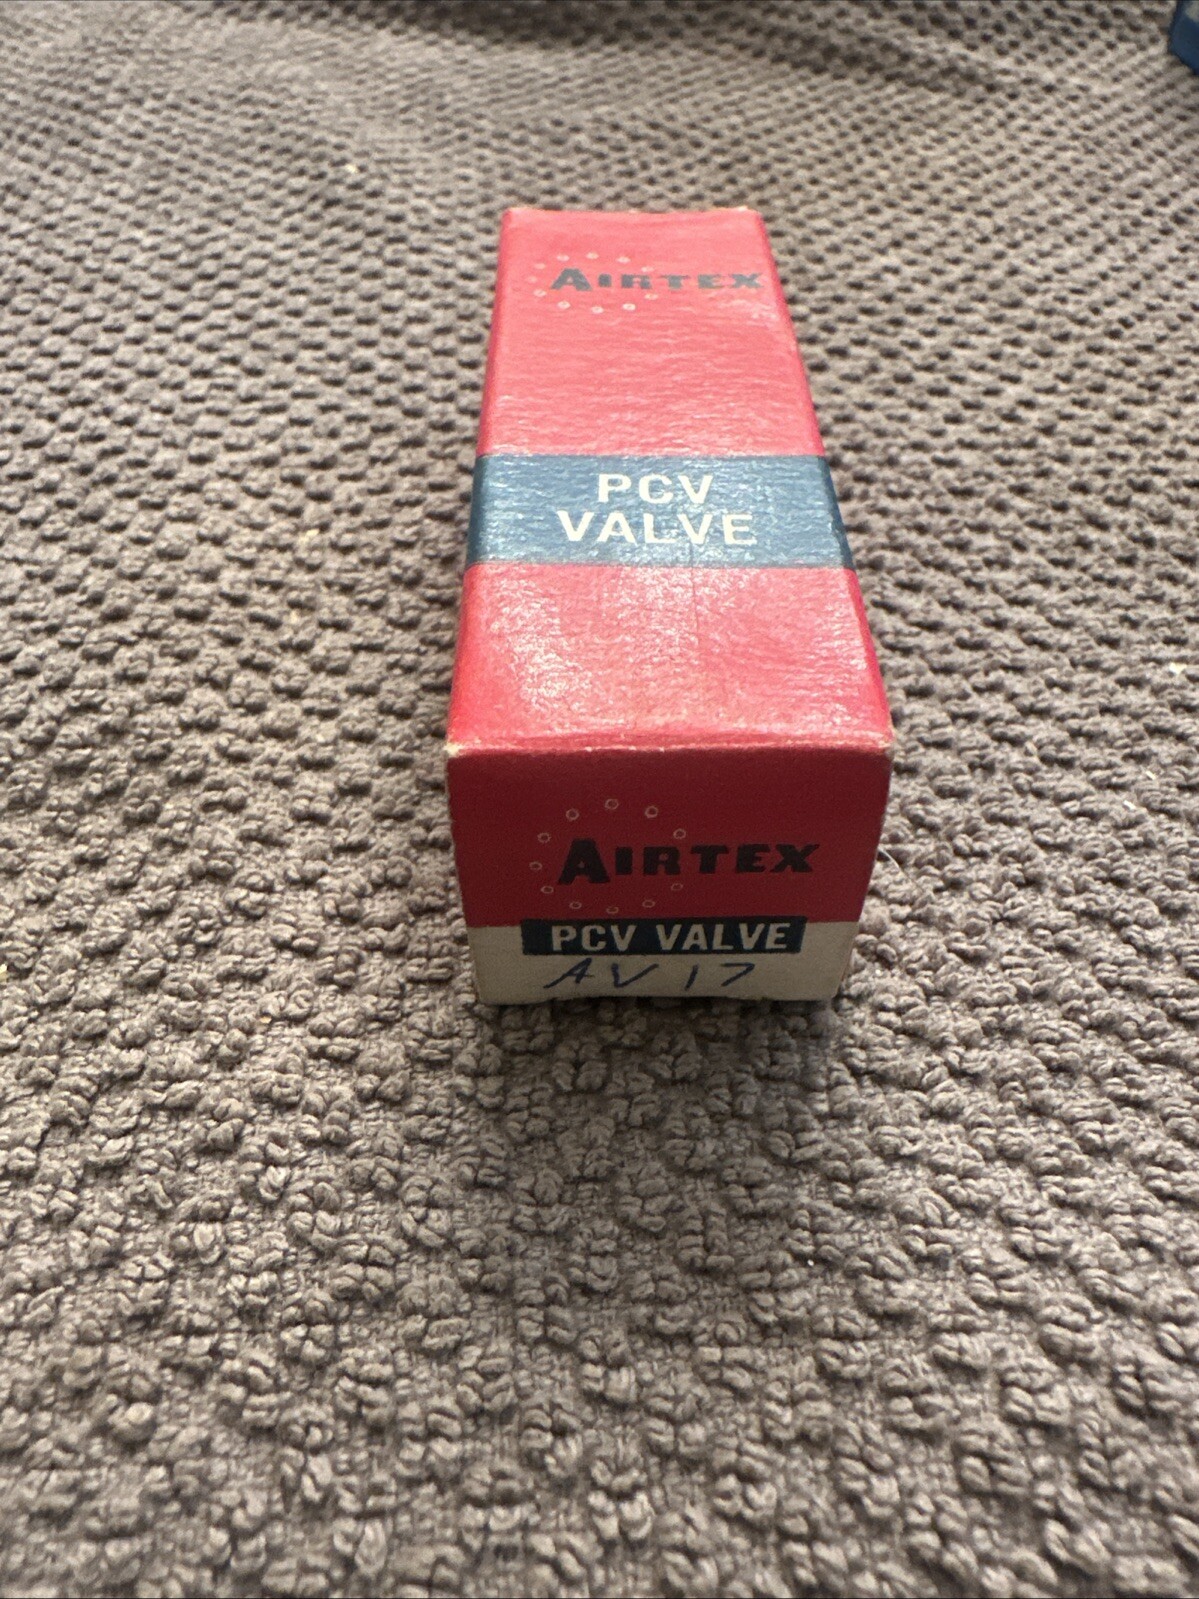 AIRTEX
PCV
VALVE
AIRTEX
PCV VALVE
AV17